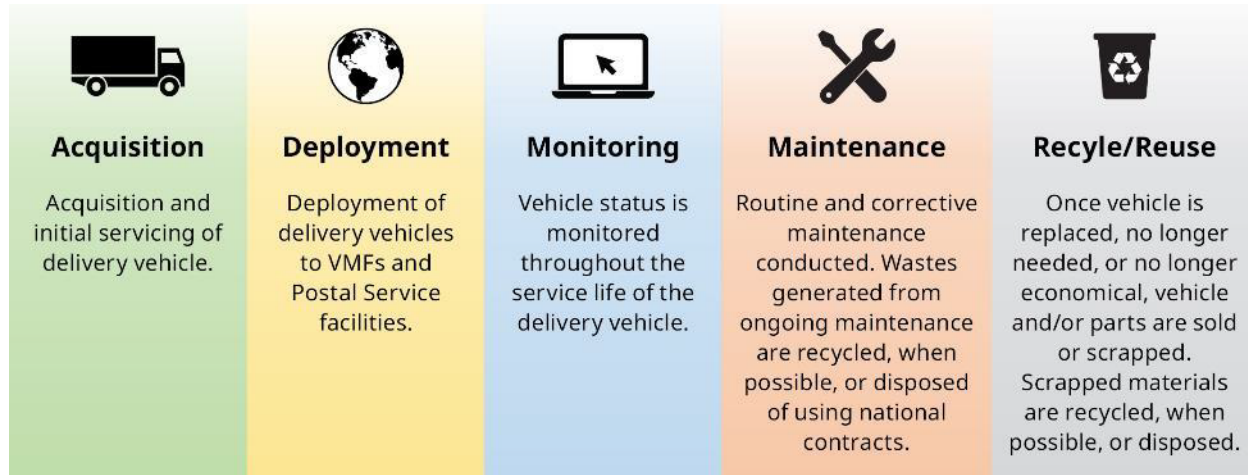 Acquisition
Acquisition and
initial servicing of
delivery vehicle.
Deployment
Deployment of
delivery vehicles
to VMFs and
Postal Service
facilities.
Monitoring
Vehicle status is
monitored
throughout the
service life of the
delivery vehicle.
Maintenance
Routine and corrective
maintenance
conducted. Wastes
generated from
ongoing maintenance
are recycled, when
possible, or disposed
of using national
contracts.
Recyle/Reuse
Once vehicle is
replaced, no longer
needed, or no longer
economical, vehicle
and/or parts are sold
or scrapped.
Scrapped materials
are recycled, when
possible, or disposed.